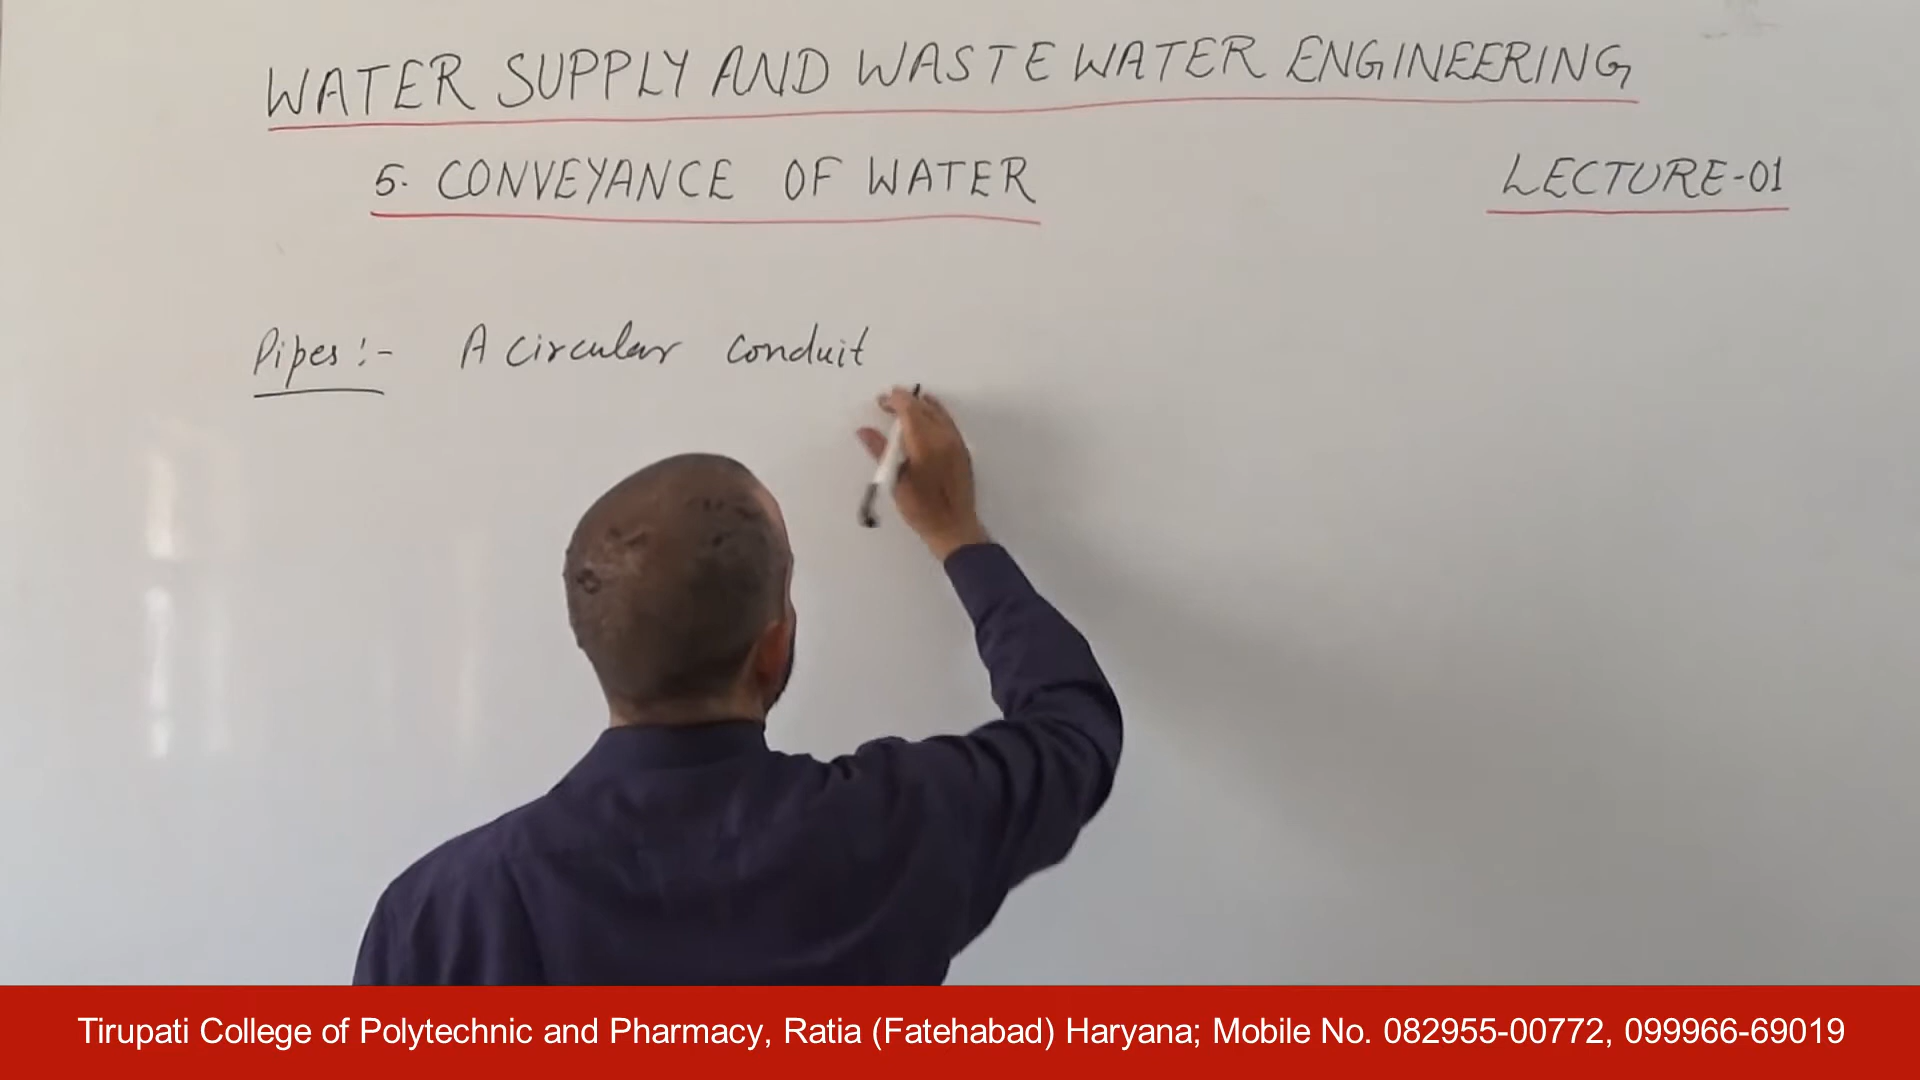 WATER SUPPLY AND WASTE WATER ENGINEERING
5. CONVEYANCE OF WATER
LECTURE-01
Pipes :- A circular conduit
Tirupati College of Polytechnic and Pharmacy, Ratia (Fatehabad) Haryana; Mobile No. 082955-00772, 099966-69019